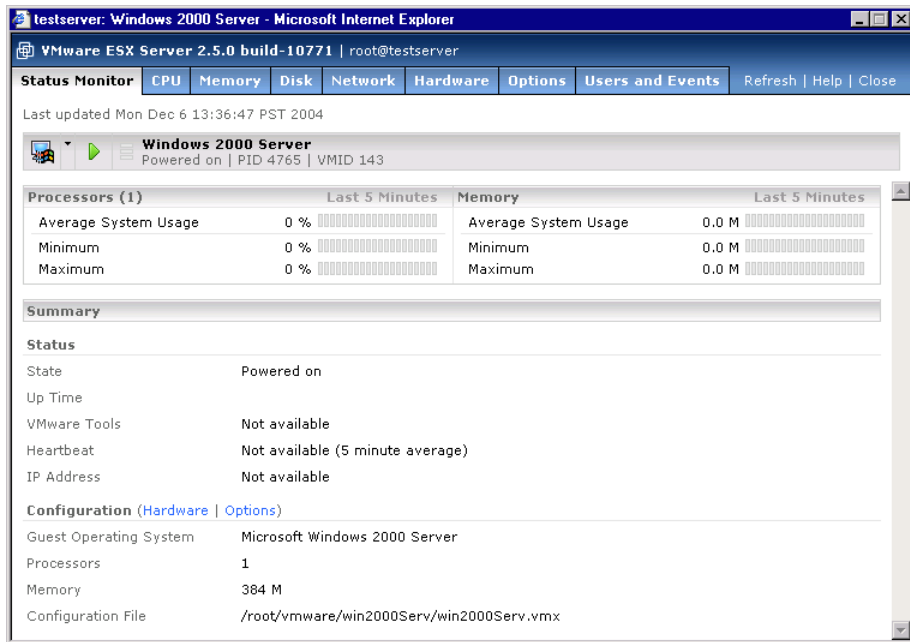 testserver: Windows 2000 Server - Microsoft Internet Explorer
VMware ESX Server 2.5.0 build-10771 | root@testserver
Status Monitor CPU Memory Disk Network Hardware Options Users and Events Refresh | Help | Close
Last updated Mon Dec 6 13:36:47 PST 2004
Windows 2000 Server
Powered on | PID 4765 | VMID 143
Processors (1) Last 5 Minutes Memory Last 5 Minutes
Average System Usage 0 % Average System Usage 0.0 M
Minimum 0 % Minimum 0.0 M
Maximum 0 % Maximum 0.0 M
Summary
Status
State Powered on
Up Time
VMware Tools Not available
Heartbeat Not available (5 minute average)
IP Address Not available
Configuration (Hardware | Options)
Guest Operating System Microsoft Windows 2000 Server
Processors 1
Memory 384 M
Configuration File /root/vmware/win2000Serv/win2000Serv.vmx